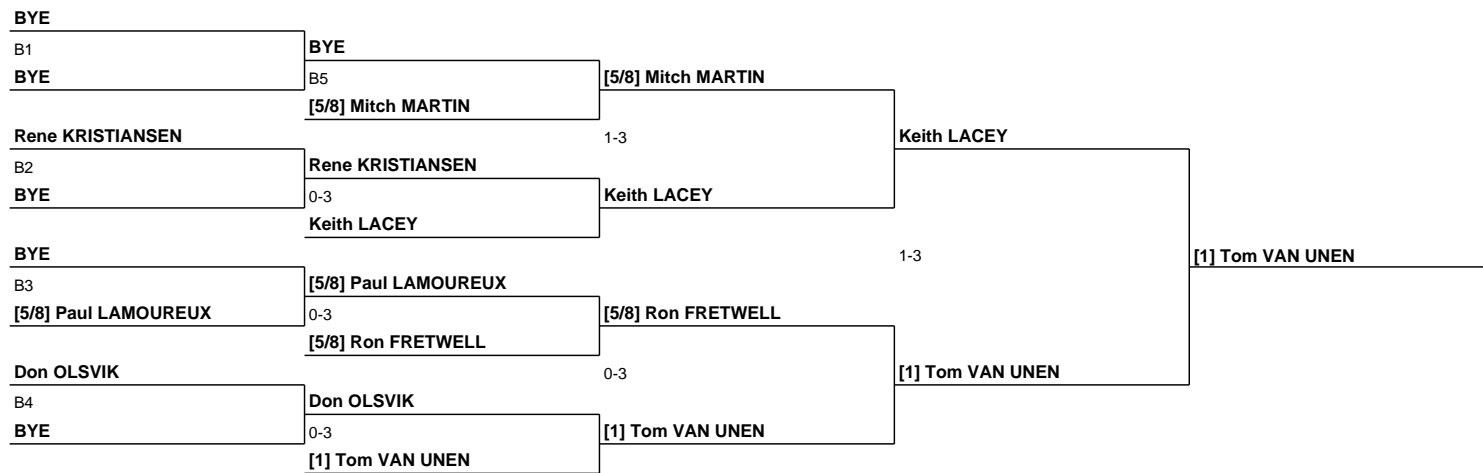 BYE
B1
BYE
BYE
B5
[5/8] Mitch MARTIN
[5/8] Mitch MARTIN
Rene KRISTIANSEN
1-3
Keith LACEY
B2
Rene KRISTIANSEN
BYE
0-3
Keith LACEY
Keith LACEY
BYE
1-3
[1] Tom VAN UNEN
B3
[5/8] Paul LAMOUREUX
[5/8] Paul LAMOUREUX
0-3
[5/8] Ron FRETWELL
[5/8] Ron FRETWELL
Don OLSVIK
0-3
[1] Tom VAN UNEN
B4
Don OLSVIK
BYE
0-3
[1] Tom VAN UNEN
[1] Tom VAN UNEN